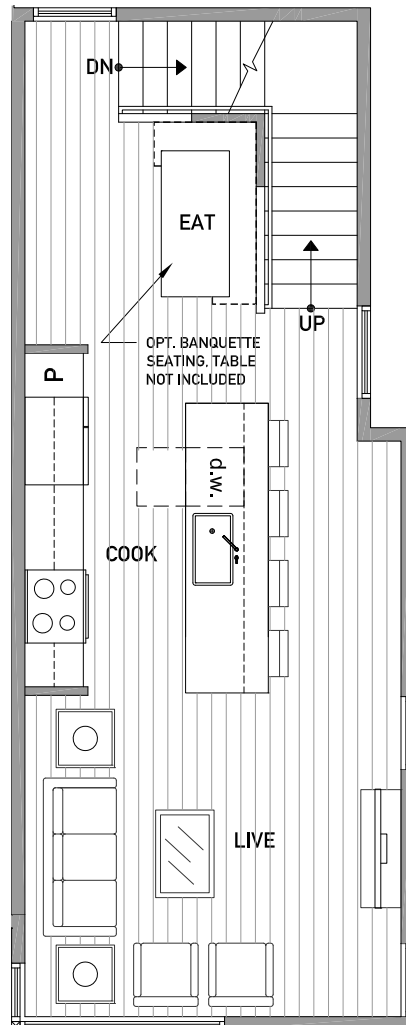 DN
EAT
UP
OPT. BANQUETTE
SEATING, TABLE
NOT INCLUDED
P
d.w.
COOK
LIVE